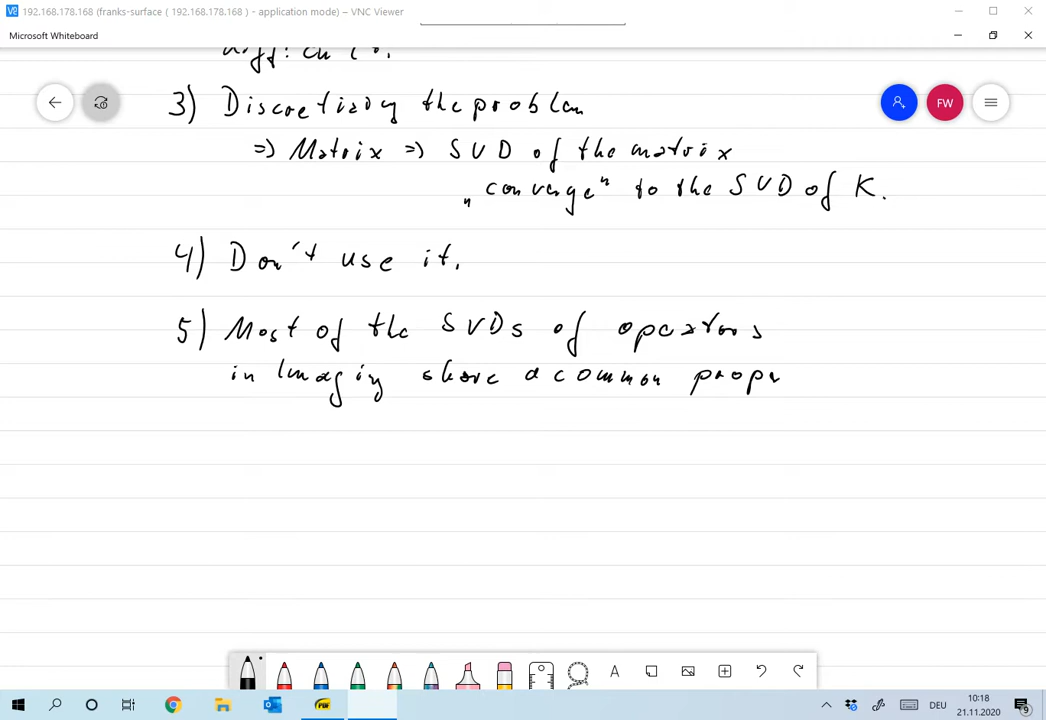 192.168.178.168 (franks-surface ( 192.168.178.168 ) - application mode) – VNC Viewer
Microsoft Whiteboard
3) Discretizing the problem
FW
=> Matrix => SVD of the matrix
"converge" to the SVD of K.
4) Don't use it.
5) Most of the SVDs of operators
in Imaging share a common prope
A
DEU
10:18
21.11.2020
9